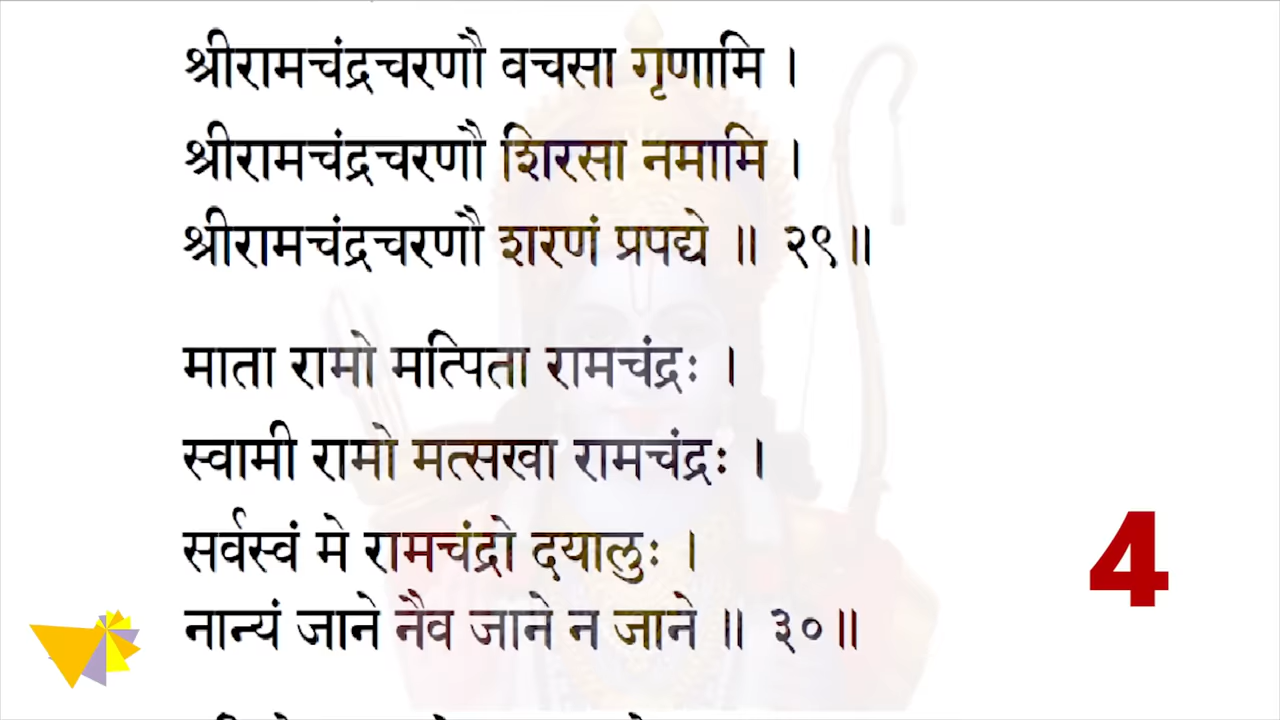 श्रीरामचंद्रचरणौ वचसा गृणामि ।
श्रीरामचंद्रचरणौ शिरसा नमामि ।
श्रीरामचंद्रचरणौ शरणं प्रपद्ये ॥ २९॥
माता रामो मत्पिता रामचंद्रः ।
स्वामी रामो मत्सखा रामचंद्रः ।
सर्वस्वं मे रामचंद्रो दयालुः ।
नान्यं जाने नैव जाने न जाने ॥ ३०॥
4